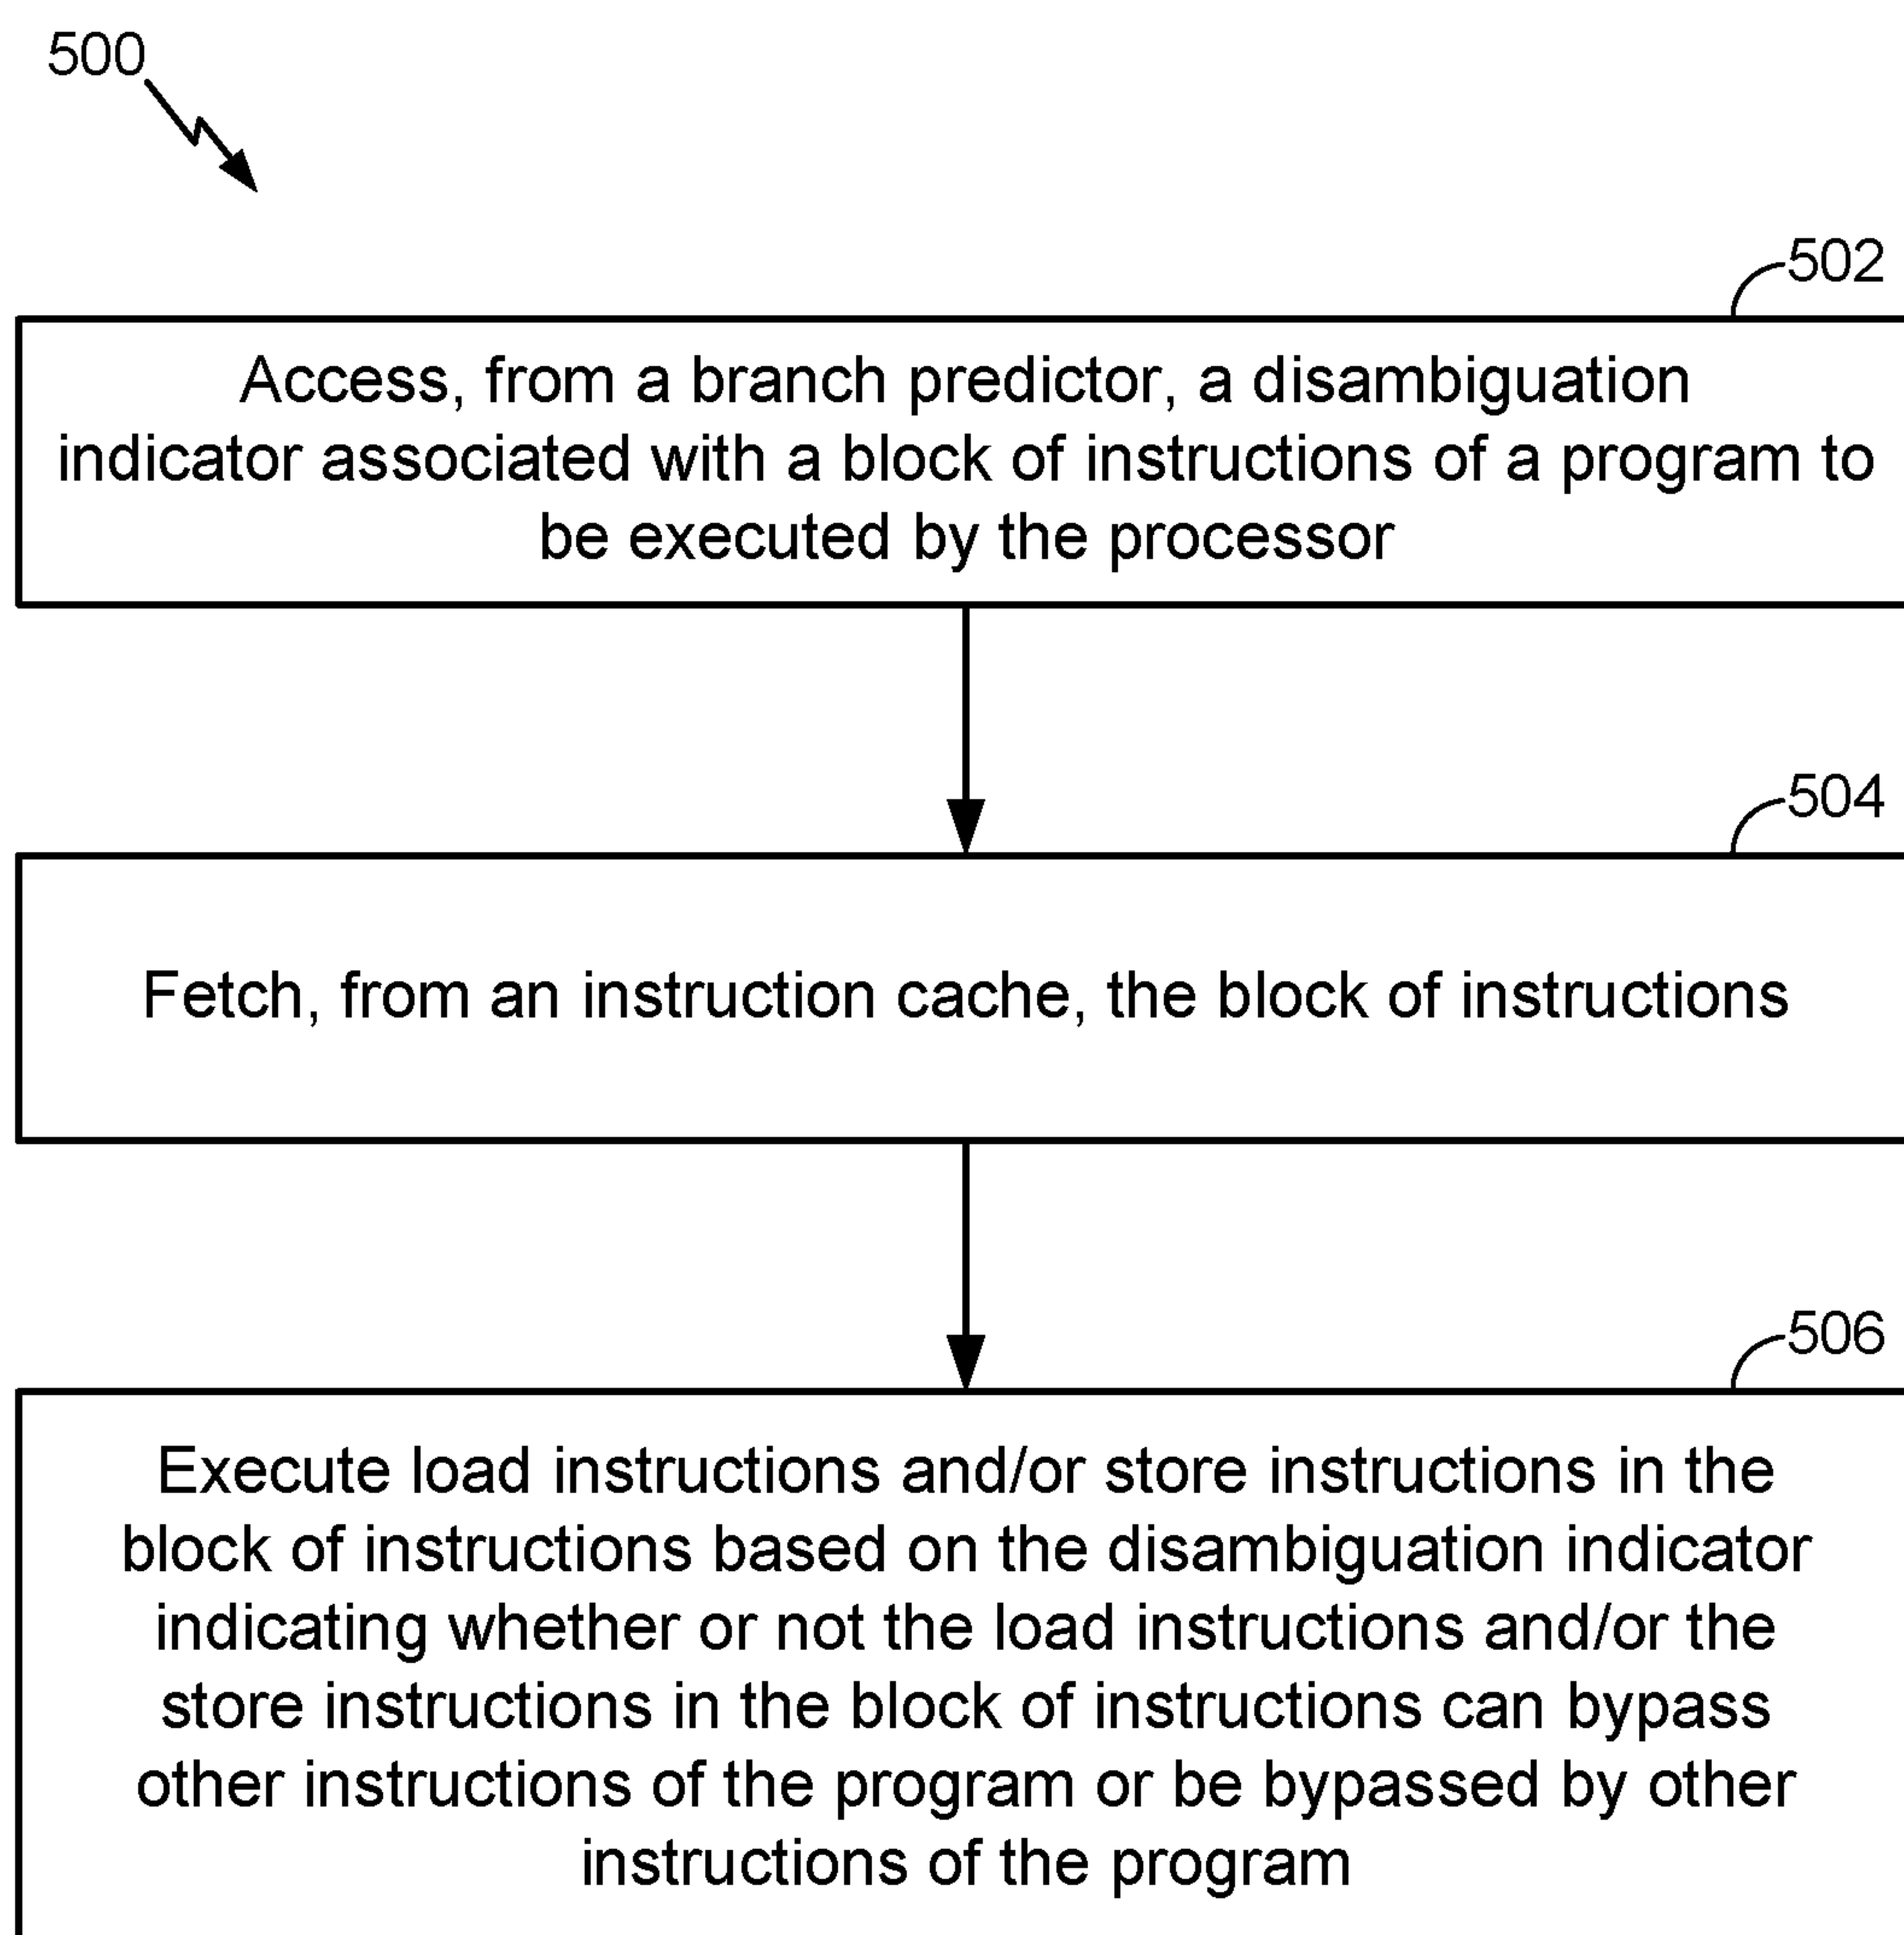 500
502
Access, from a branch predictor, a disambiguation
indicator associated with a block of instructions of a program to
be executed by the processor
504
Fetch, from an instruction cache, the block of instructions
506
Execute load instructions and/or store instructions in the
block of instructions based on the disambiguation indicator
indicating whether or not the load instructions and/or the
store instructions in the block of instructions can bypass
other instructions of the program or be bypassed by other
instructions of the program